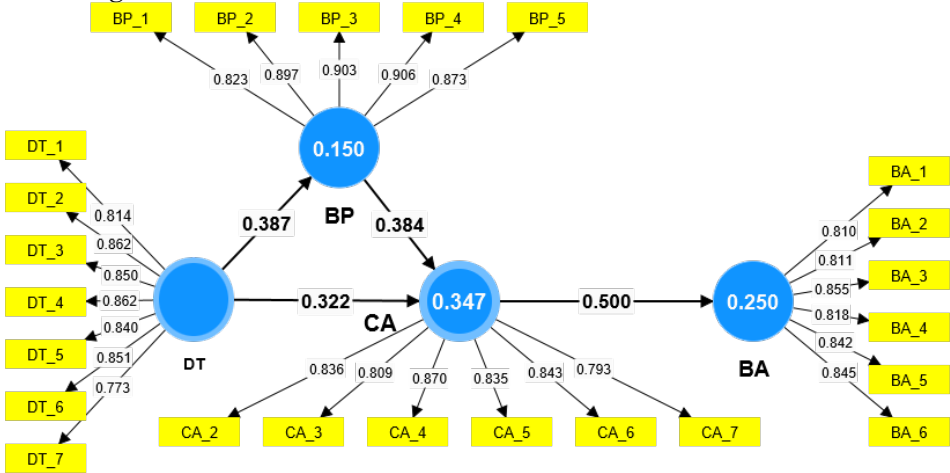 BP_1 BP_2 BP_3 BP_4 BP_5
0.823 0.897 0.903 0.906 0.873
0.150
BP
DT_1
DT_2
DT_3
DT_4
DT_5
DT_6
DT_7
0.814
0.862
0.850
0.862
0.840
0.851
0.773
DT
0.387
0.384
0.322
CA
0.347
0.500
0.250
BA
0.836 0.809 0.870 0.835 0.843 0.793
CA_2 CA_3 CA_4 CA_5 CA_6 CA_7
0.810
0.811
0.855
0.818
0.842
0.845
BA_1
BA_2
BA_3
BA_4
BA_5
BA_6